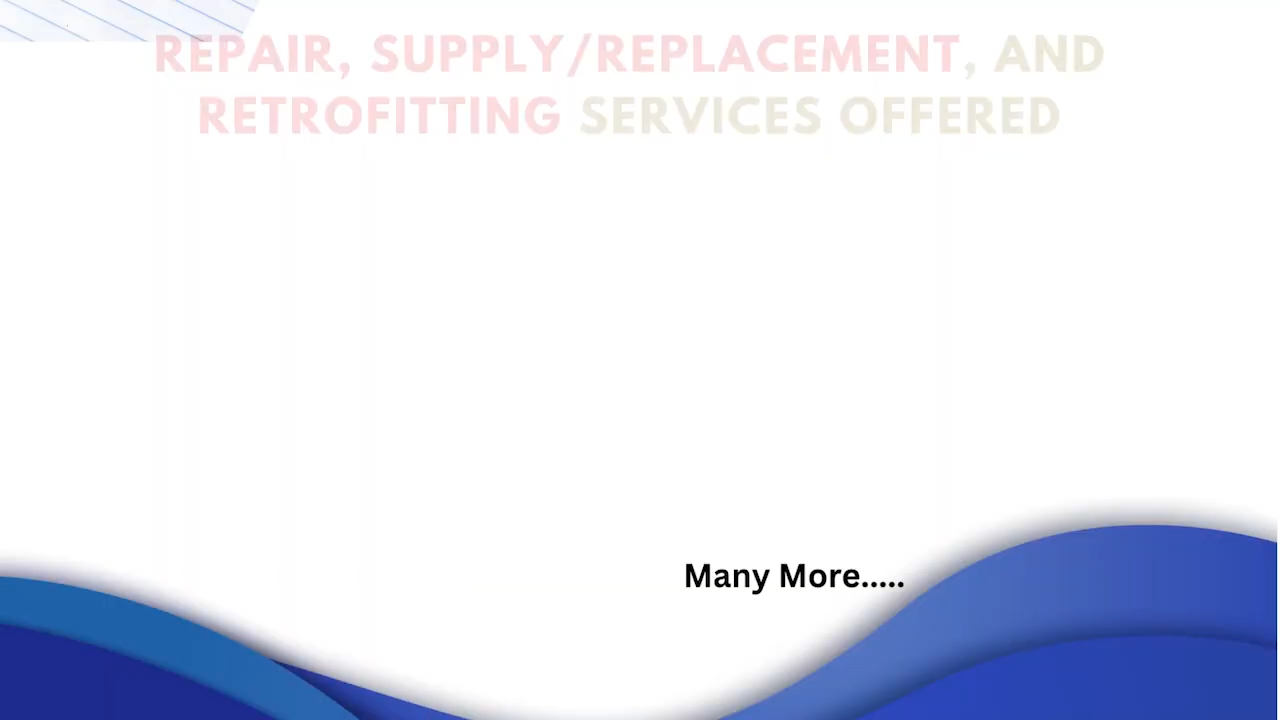 REPAIR, SUPPLY/REPLACEMENT, AND
RETROFITTING SERVICES OFFERED
Many More.....